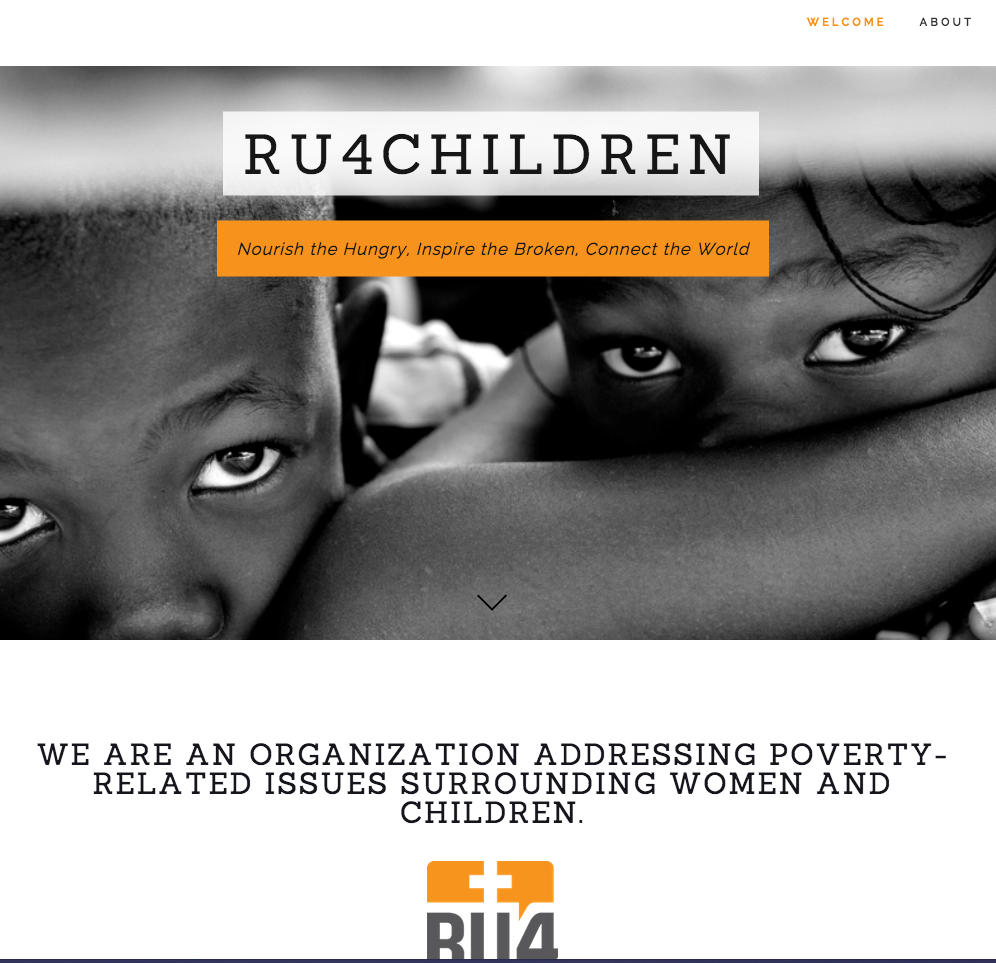 WELCOME ABOUT
RU4CHILDREN
Nourish the Hungry, Inspire the Broken, Connect the World
WE ARE AN ORGANIZATION ADDRESSING POVERTY-
RELATED ISSUES SURROUNDING WOMEN AND
CHILDREN.
RU4